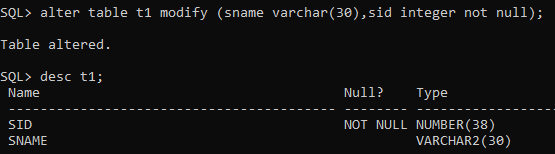 SQL> alter table t1 modify (sname varchar(30),sid integer not null);
Table altered.
SQL> desc t1;
Name Null? Type
----------------------------------------- -------- ----------------------------
SID NOT NULL NUMBER(38)
SNAME VARCHAR2(30)